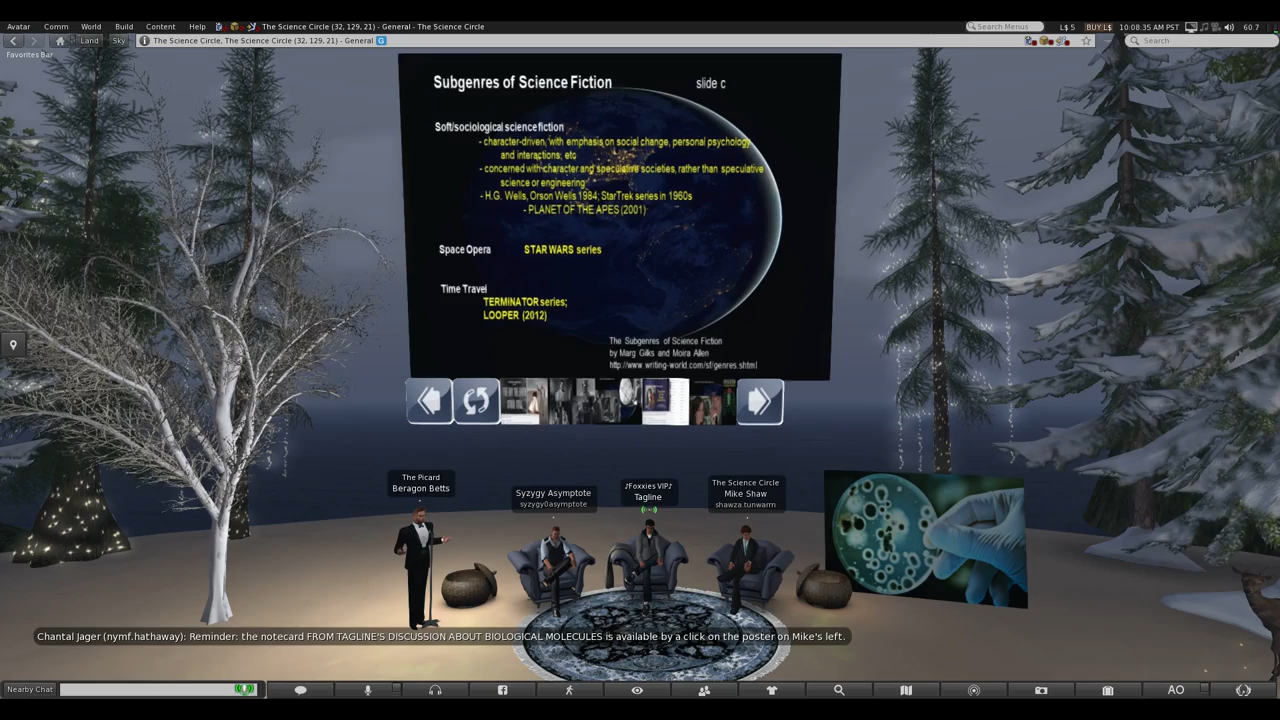 Avatar Comm World Build Content Help The Science Circle (32, 129, 21) - General - The Science Circle Search Menus L$ 5 BUY L$ 10:08:35 AM PST 60.7
Land Sky The Science Circle, The Science Circle (32, 129, 21) - General G Search
Favorites Bar
Subgenres of Science Fiction slide c
Soft/sociological science fiction
- character-driven, with emphasis on social change, personal psychology
and interactions, etc
- concerned with character and speculative societies, rather than speculative
science or engineering
- H.G. Wells, Orson Wells 1984; StarTrek series in 1960s
- PLANET OF THE APES (2001)
Space Opera STAR WARS series
Time Travel
TERMINATOR series;
LOOPER (2012)
The Subgenres of Science Fiction
by Marg Gilks and Moira Allen
http://www.writing-world.com/sf/genres.shtml
The Picard
Beragon Betts
Syzygy Asymptote
syzygy0asymptote
♪Foxxies VIP♪
Tagline
The Science Circle
Mike Shaw
shawza.tunwarm
Chantal Jager (nymf.hathaway): Reminder: the notecard FROM TAGLINE'S DISCUSSION ABOUT BIOLOGICAL MOLECULES is available by a click on the poster on Mike's left.
Nearby Chat AO